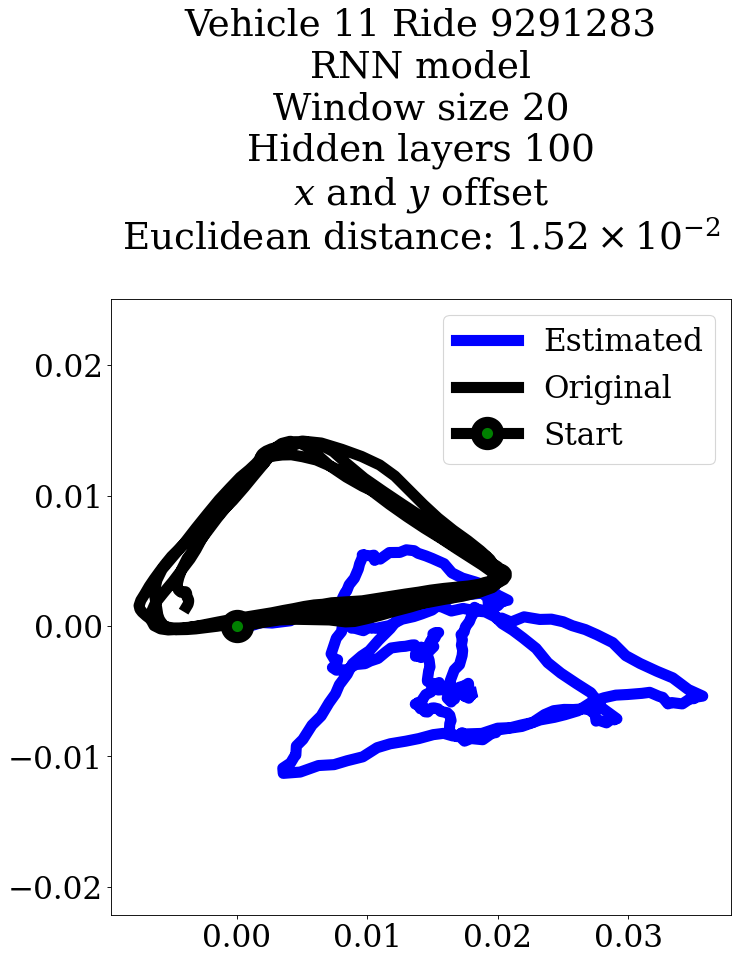 Vehicle 11 Ride 9291283
RNN model
Window size 20
Hidden layers 100
x and y offset
Euclidean distance: 1.52 × 10⁻²
Estimated
Original
Start
0.02
0.01
0.00
−0.01
−0.02
0.00 0.01 0.02 0.03